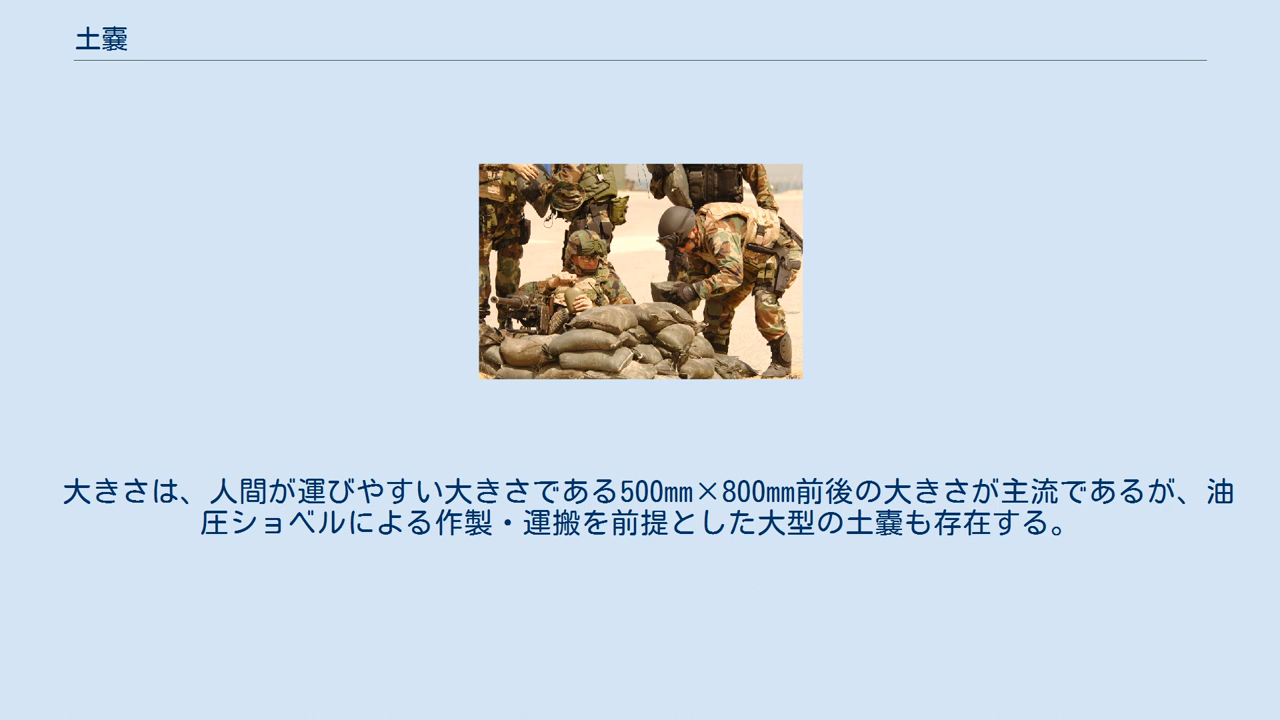 土嚢
大きさは、人間が運びやすい大きさである500mm×800mm前後の大きさが主流であるが、油
圧ショベルによる作製・運搬を前提とした大型の土嚢も存在する。